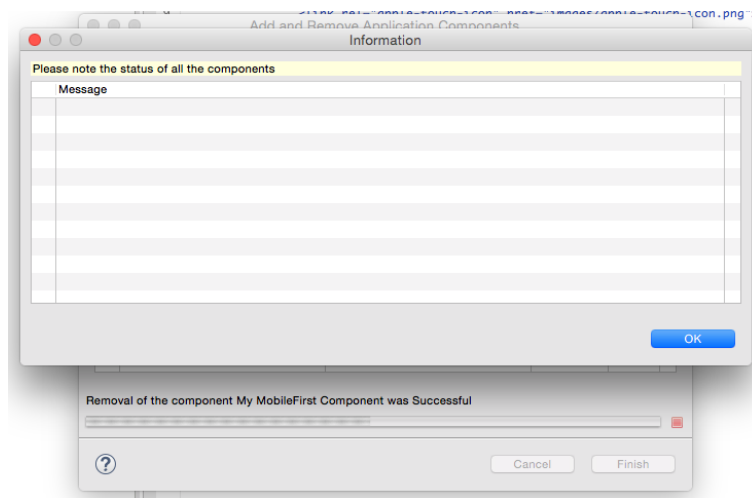 Add and Remove Application Components
Information
Please note the status of all the components
Message
OK
Removal of the component My MobileFirst Component was Successful
?
Cancel
Finish